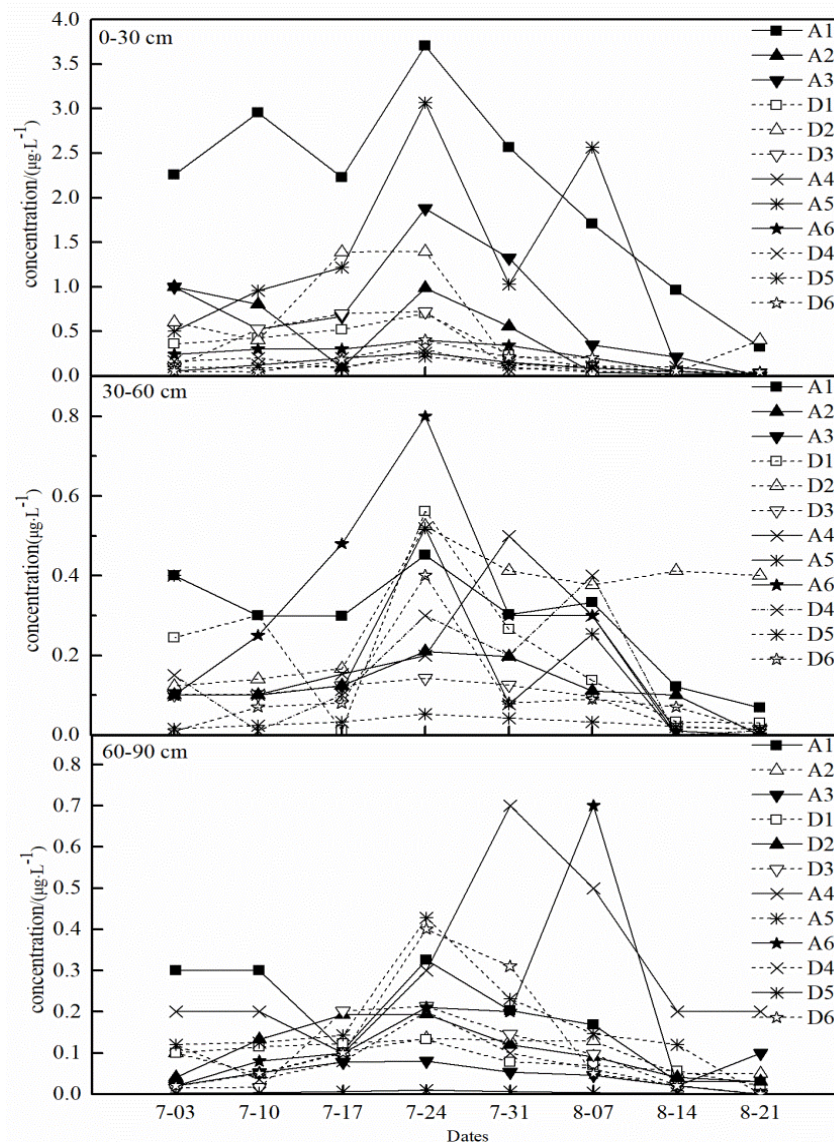 0-30 cm
4.0
3.5
3.0
2.5
2.0
1.5
1.0
0.5
0.0
concentration/(μg·L-1)
A1
A2
A3
D1
D2
D3
A4
A5
A6
D4
D5
D6
30-60 cm
0.8
0.6
0.4
0.2
0.0
concentration(μg·L-1)
A1
A2
A3
D1
D2
D3
A4
A5
A6
D4
D5
D6
60-90 cm
0.8
0.7
0.6
0.5
0.4
0.3
0.2
0.1
0.0
concentration/(μg·L-1)
A1
A2
A3
D1
D2
D3
A4
A5
A6
D4
D5
D6
7-03 7-10 7-17 7-24 7-31 8-07 8-14 8-21
Dates